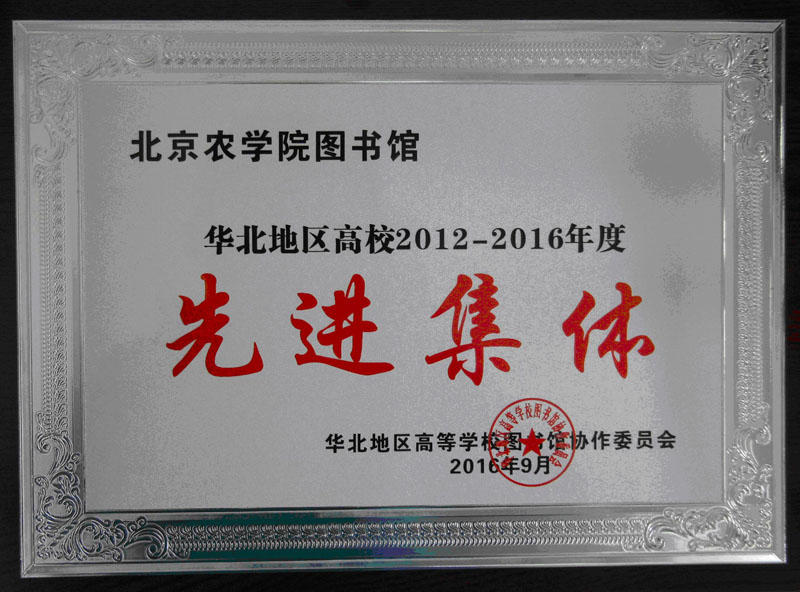 北京农学院图书馆
华北地区高校2012-2016年度
先进集体
华北地区高等学校图书馆协作委员会
2016年9月